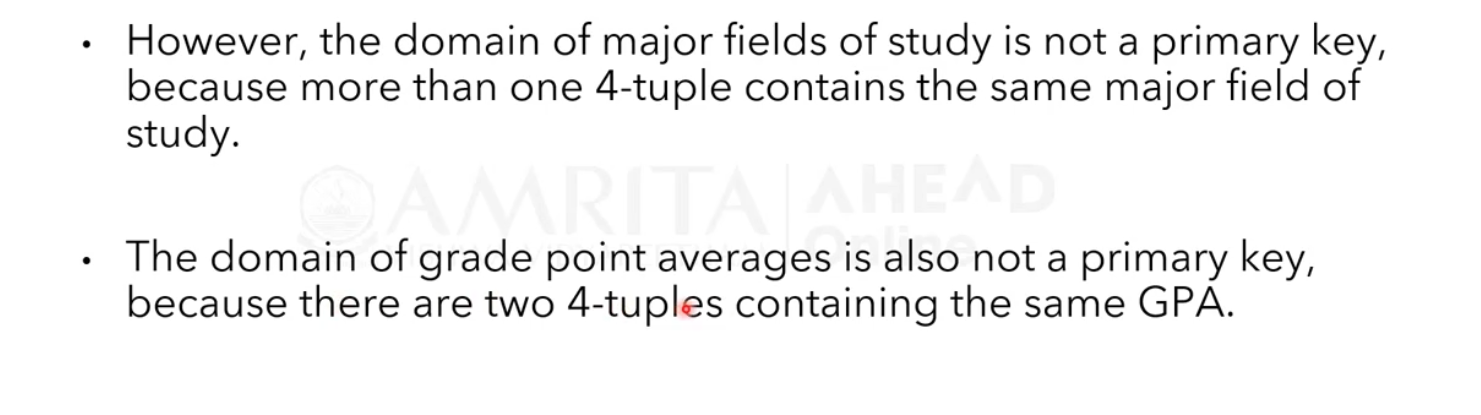 • However, the domain of major fields of study is not a primary key,
because more than one 4-tuple contains the same major field of
study.
AMRITA AHEAD
Online
• The domain of grade point averages is also not a primary key,
because there are two 4-tuples containing the same GPA.